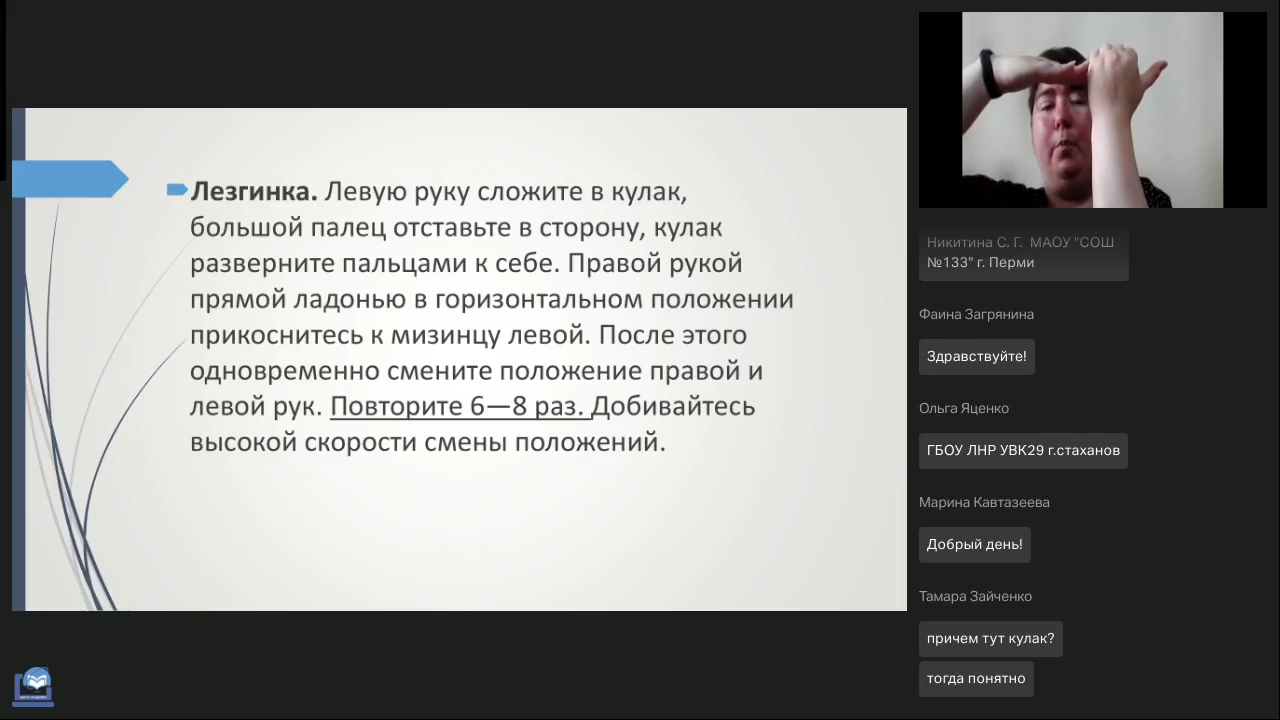 Лезгинка. Левую руку сложите в кулак,
большой палец отставьте в сторону, кулак
разверните пальцами к себе. Правой рукой
прямой ладонью в горизонтальном положении
прикоснитесь к мизинцу левой. После этого
одновременно смените положение правой и
левой рук. Повторите 6—8 раз. Добивайтесь
высокой скорости смены положений.
Никитина С. Г. МАОУ "СОШ
№133" г. Перми
Фаина Загрянина
Здравствуйте!
Ольга Яценко
ГБОУ ЛНР УВК29 г.стаханов
Марина Кавтазеева
Добрый день!
Тамара Зайченко
причем тут кулак?
тогда понятно